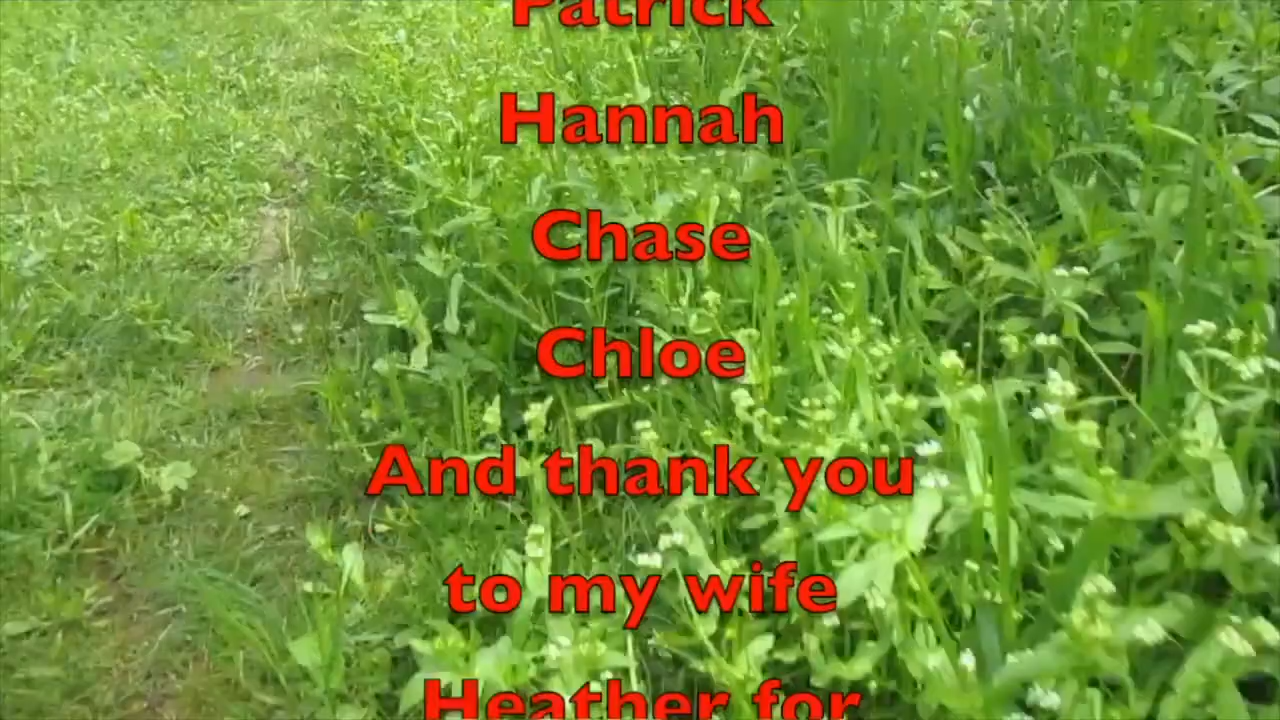 Patrick
Hannah
Chase
Chloe
And thank you
to my wife
Heather for